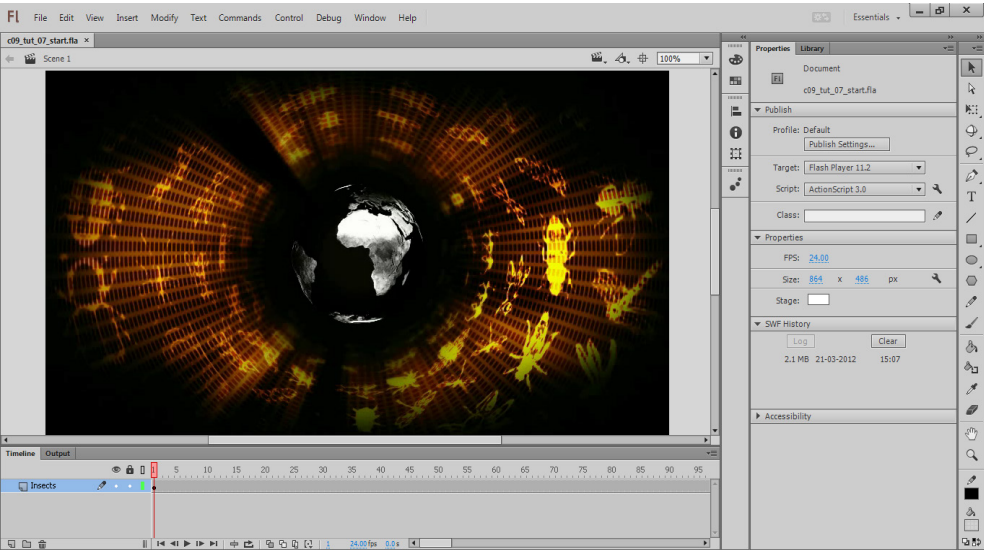 Fl File Edit View Insert Modify Text Commands Control Debug Window Help Essentials
c09_tut_07_start.fla ×
Scene 1 100%
Properties Library
Document
Fl
c09_tut_07_start.fla
Publish
Profile: Default
Publish Settings...
Target: Flash Player 11.2
Script: ActionScript 3.0
Class:
Properties
FPS: 24.00
Size: 864 x 486 px
Stage:
SWF History
Log Clear
2.1 MB 21-03-2012 15:07
Accessibility
Timeline Output
1 5 10 15 20 25 30 35 40 45 50 55 60 65 70 75 80 85 90 95
Insects
1 24.00 fps 0.0 s